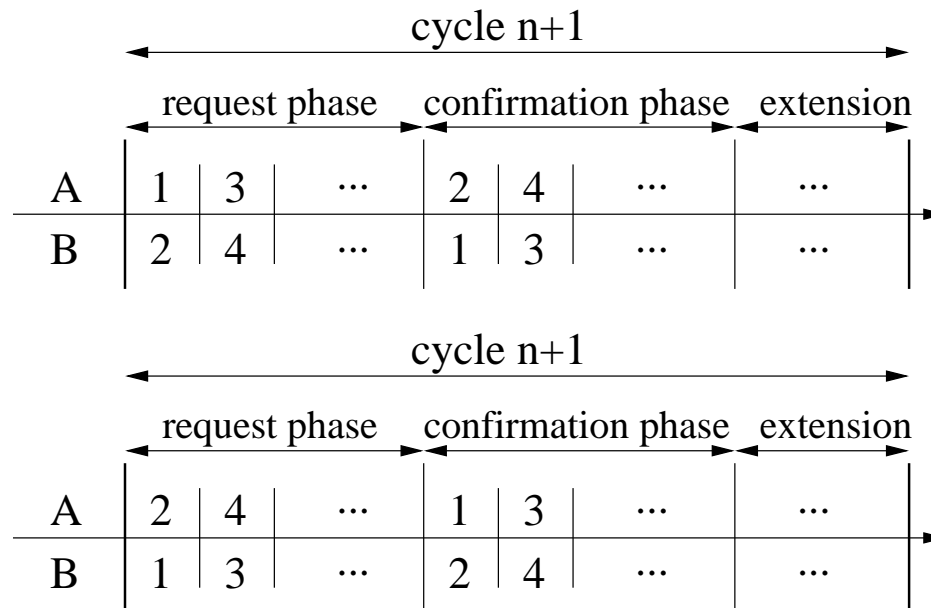 cycle n+1
request phase confirmation phase extension
A 1 3 ... 2 4 ... ...
B 2 4 ... 1 3 ... ...
cycle n+1
request phase confirmation phase extension
A 2 4 ... 1 3 ... ...
B 1 3 ... 2 4 ... ...